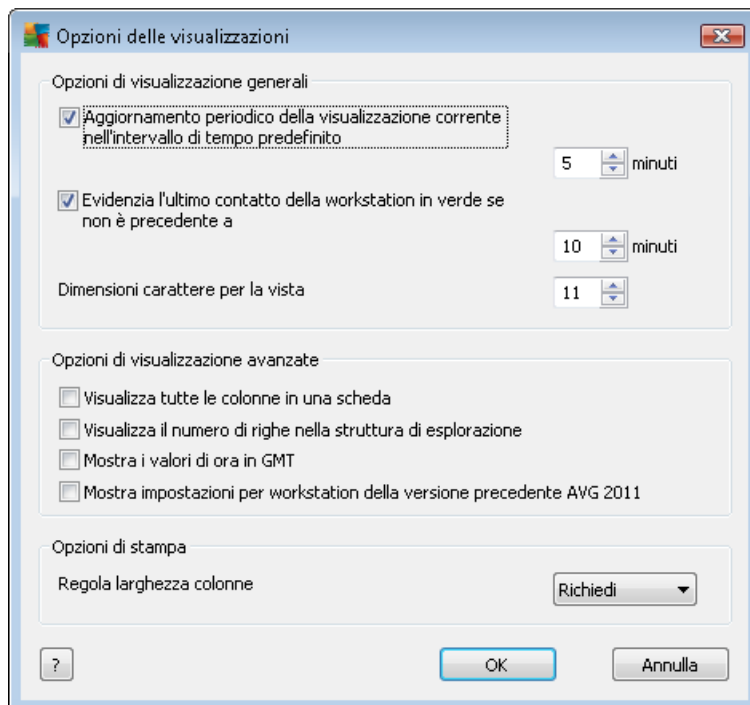 Opzioni delle visualizzazioni
Opzioni di visualizzazione generali
Aggiornamento periodico della visualizzazione corrente
nell'intervallo di tempo predefinito
5 minuti
Evidenzia l'ultimo contatto della workstation in verde se
non è precedente a
10 minuti
Dimensioni carattere per la vista 11
Opzioni di visualizzazione avanzate
Visualizza tutte le colonne in una scheda
Visualizza il numero di righe nella struttura di esplorazione
Mostra i valori di ora in GMT
Mostra impostazioni per workstation della versione precedente AVG 2011
Opzioni di stampa
Regola larghezza colonne Richiedi
? OK Annulla